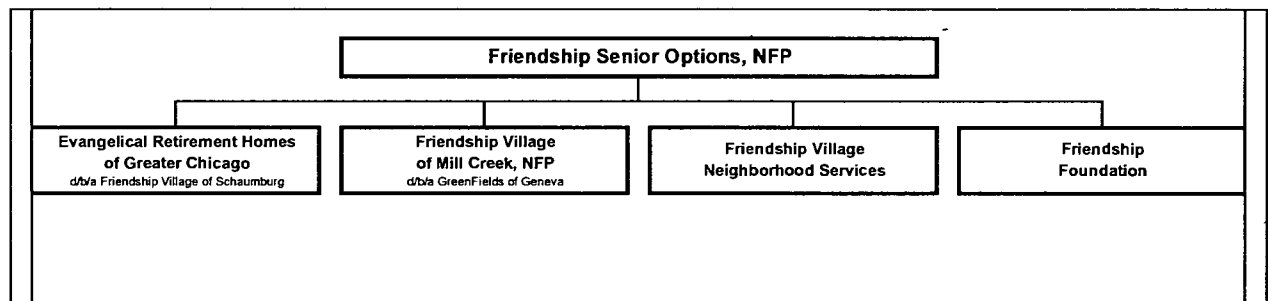 Friendship Senior Options, NFP
Evangelical Retirement Homes
of Greater Chicago
d/b/a Friendship Village of Schaumburg
Friendship Village
of Mill Creek, NFP
d/b/a GreenFields of Geneva
Friendship Village
Neighborhood Services
Friendship
Foundation